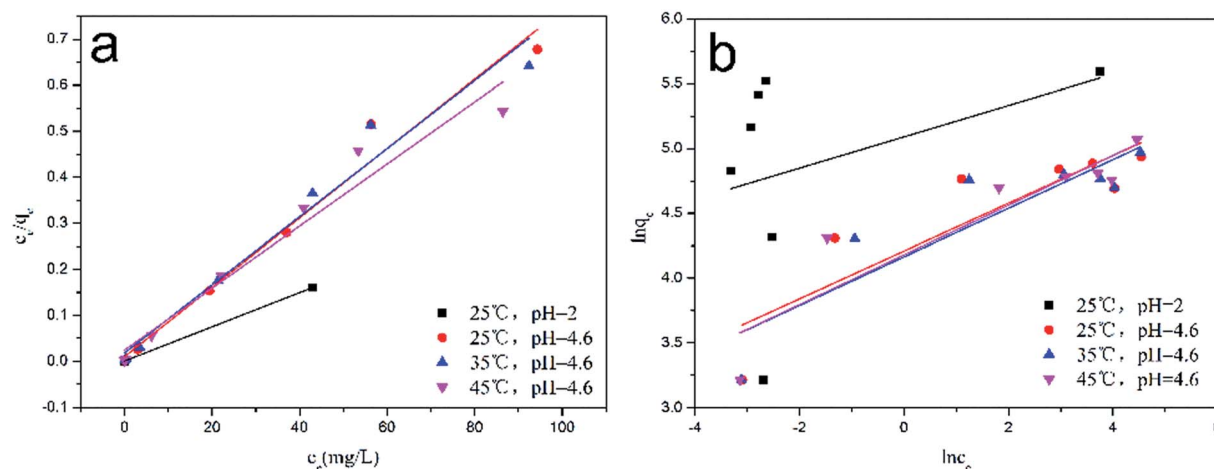 a
c_e/q_e
0.7
0.6
0.5
0.4
0.3
0.2
0.1
0.0
-0.1
0 20 40 60 80 100
c_e(mg/L)
25℃, pH=2
25℃, pH=4.6
35℃, pH=4.6
45℃, pH=4.6
b
lnq_e
6.0
5.5
5.0
4.5
4.0
3.5
3.0
-4 -2 0 2 4
lnc_e
25℃, pH=2
25℃, pH=4.6
35℃, pH=4.6
45℃, pH=4.6